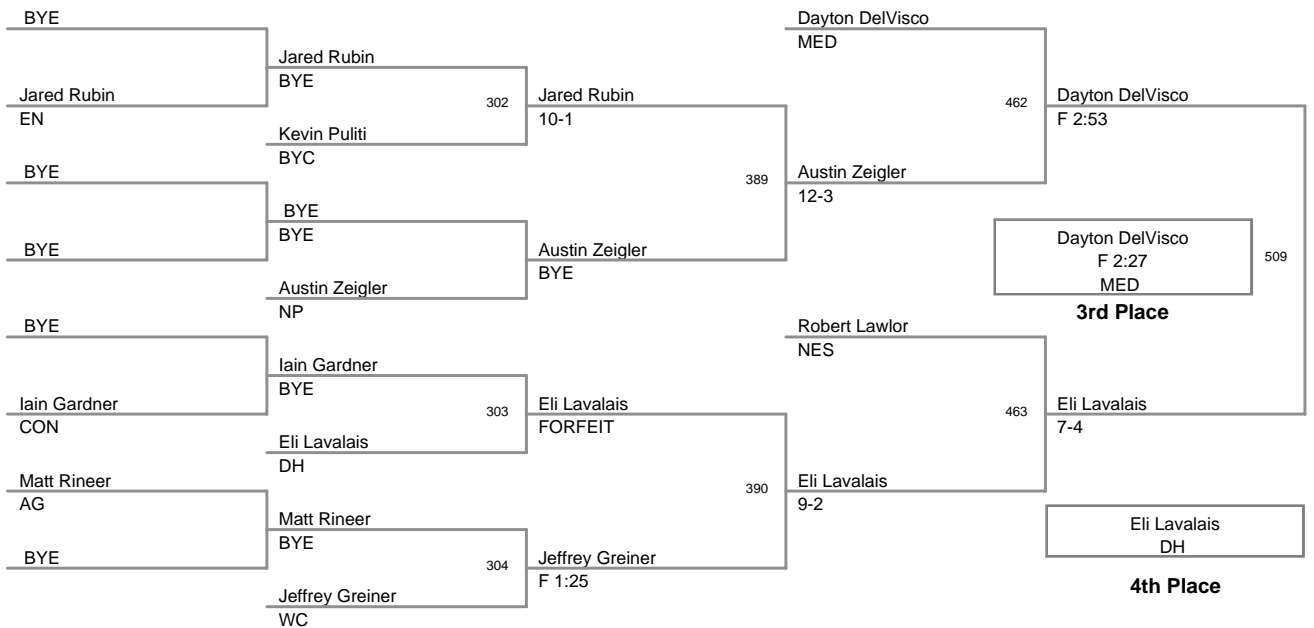 BYE
Jared Rubin
EN
BYE
BYE
BYE
Iain Gardner
CON
Matt Rineer
AG
BYE
Jared Rubin
BYE
302
Kevin Puliti
BYC
BYE
BYE
Austin Zeigler
NP
Iain Gardner
BYE
303
Eli Lavalais
DH
Matt Rineer
BYE
304
Jeffrey Greiner
WC
Jared Rubin
10-1
389
Austin Zeigler
BYE
Eli Lavalais
FORFEIT
390
Jeffrey Greiner
F 1:25
Dayton DelVisco
MED
462
Austin Zeigler
12-3
Robert Lawlor
NES
463
Eli Lavalais
9-2
Dayton DelVisco
F 2:53
Dayton DelVisco
F 2:27
MED
509
3rd Place
Eli Lavalais
7-4
Eli Lavalais
DH
4th Place